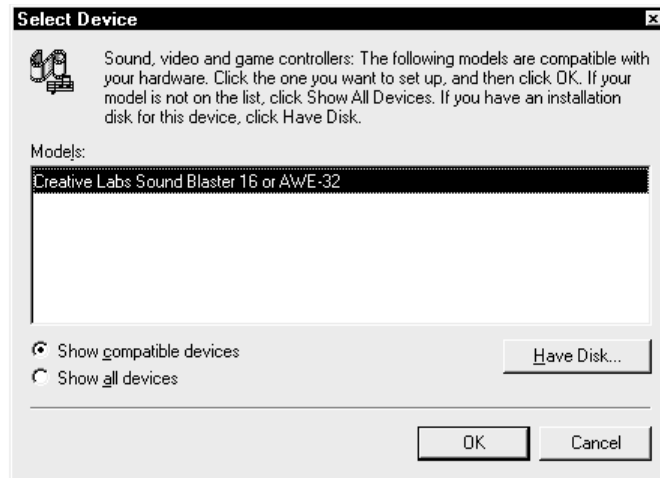 Select Device
Sound, video and game controllers: The following models are compatible with
your hardware. Click the one you want to set up, and then click OK. If your
model is not on the list, click Show All Devices. If you have an installation
disk for this device, click Have Disk.
Models:
Creative Labs Sound Blaster 16 or AWE-32
Show compatible devices
Have Disk...
Show all devices
OK
Cancel